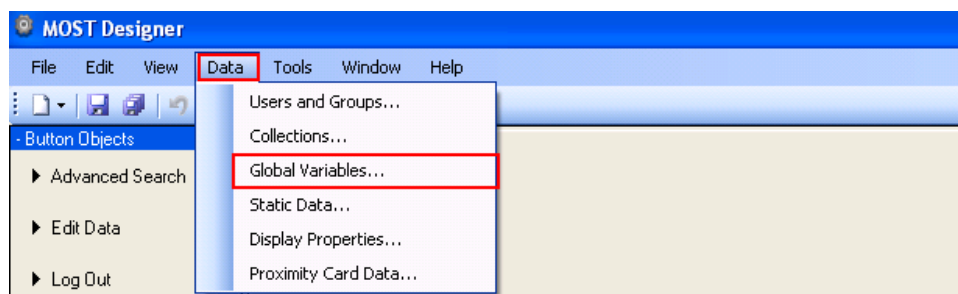 MOST Designer
File Edit View Data Tools Window Help
- Button Objects
Advanced Search
Edit Data
Log Out
Users and Groups...
Collections...
Global Variables...
Static Data...
Display Properties...
Proximity Card Data...